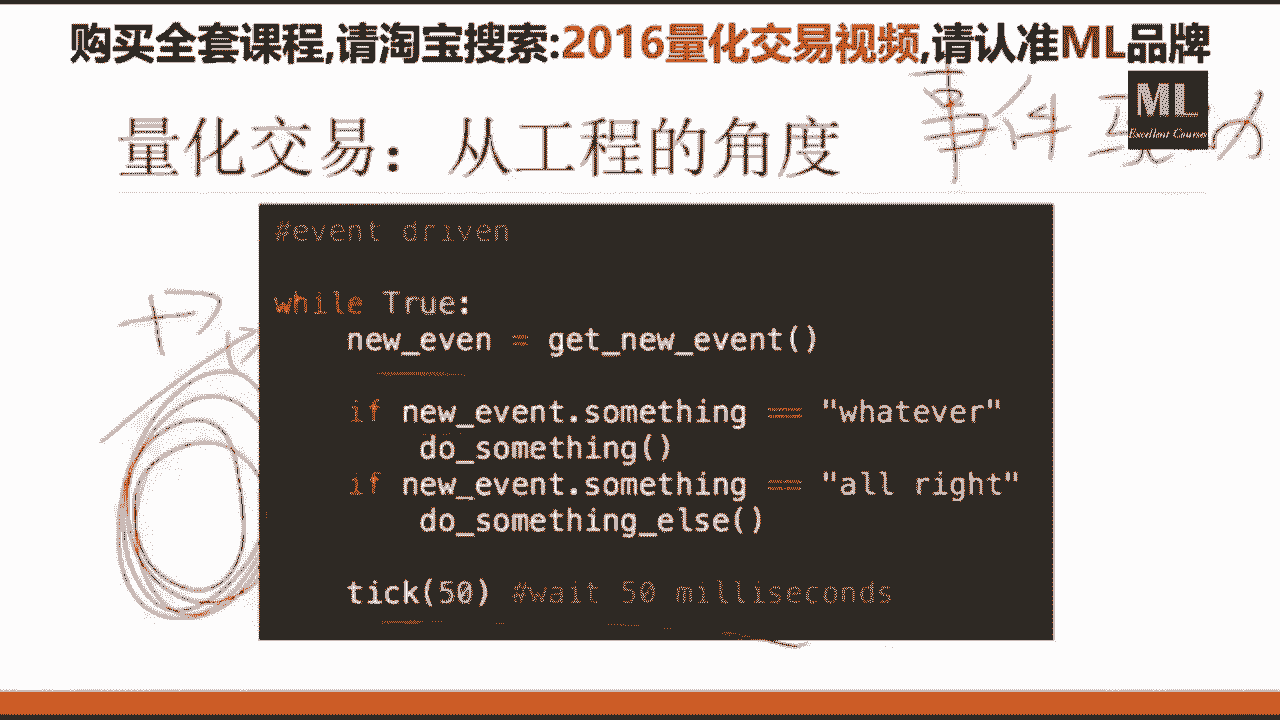 购买全套课程,请淘宝搜索:2016量化交易视频,请认准ML品牌
事件
ML
Excellent Course
量化交易: 从工程的角度
#event driven
while True:
new_even = get_new_event()
if new_event.something == "whatever"
do_something()
if new_event.something == "all right"
do_something_else()
tick(50) #wait 50 milliseconds